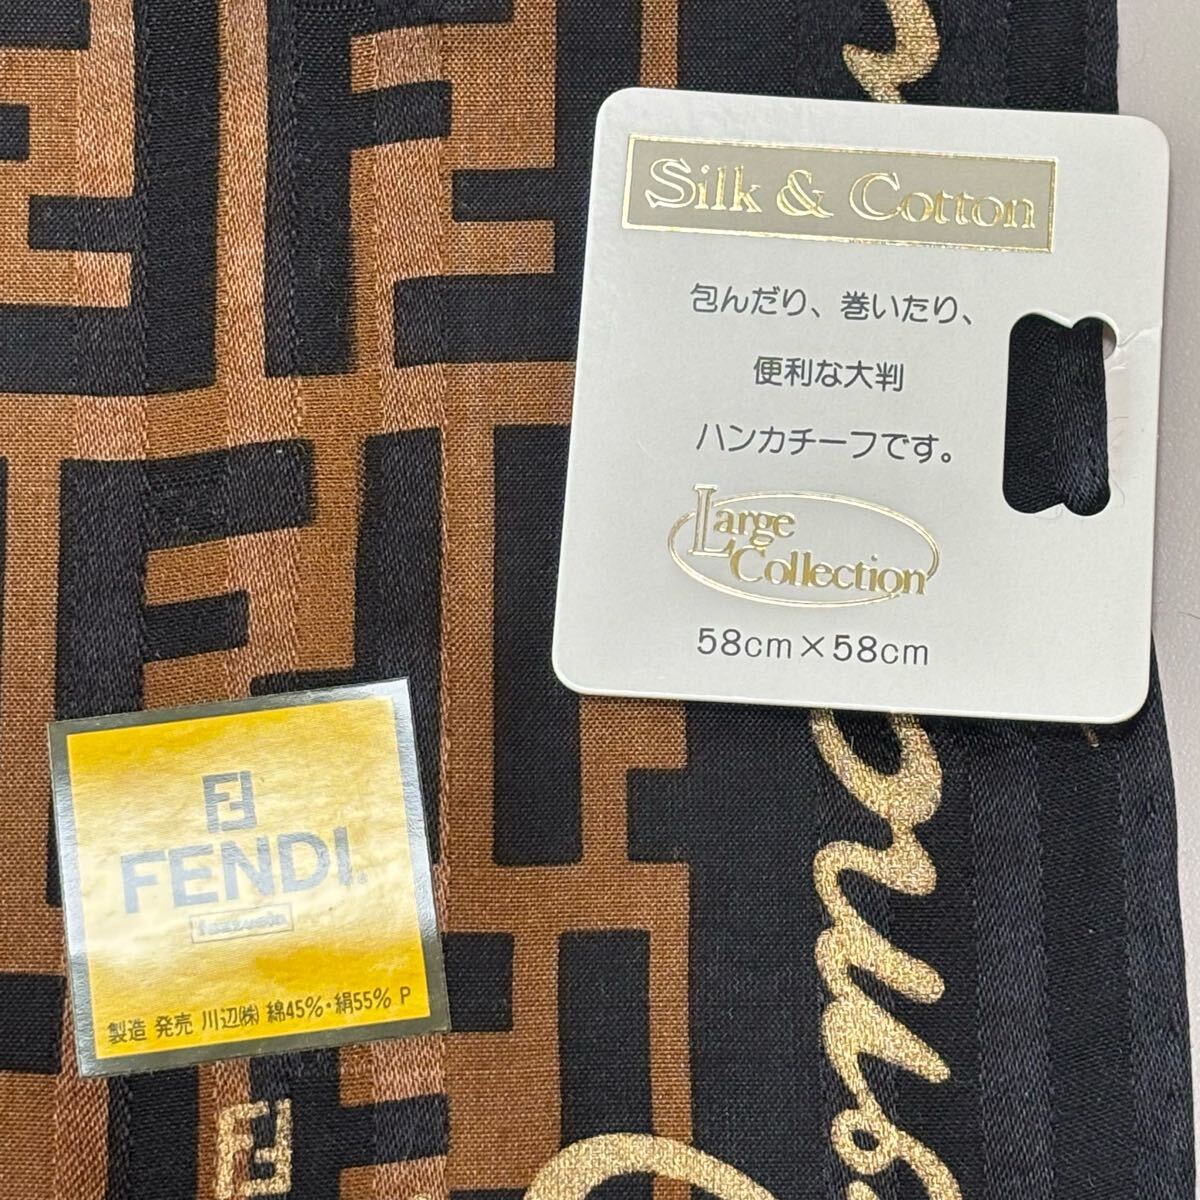 Silk & Cotton
包んだり、巻いたり、
便利な大判
ハンカチーフです。
Large
Collection
58cm×58cm
FENDI®
fazzoletto
製造 発売 川辺㈱ 綿45%・絹55% P